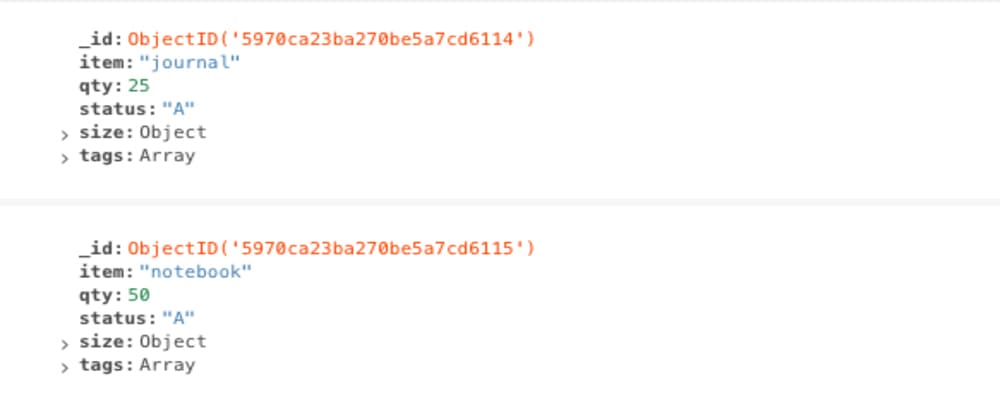 _id: ObjectID('5970ca23ba270be5a7cd6114')
item: "journal"
qty: 25
status: "A"
> size: Object
> tags: Array
_id: ObjectID('5970ca23ba270be5a7cd6115')
item: "notebook"
qty: 50
status: "A"
> size: Object
> tags: Array